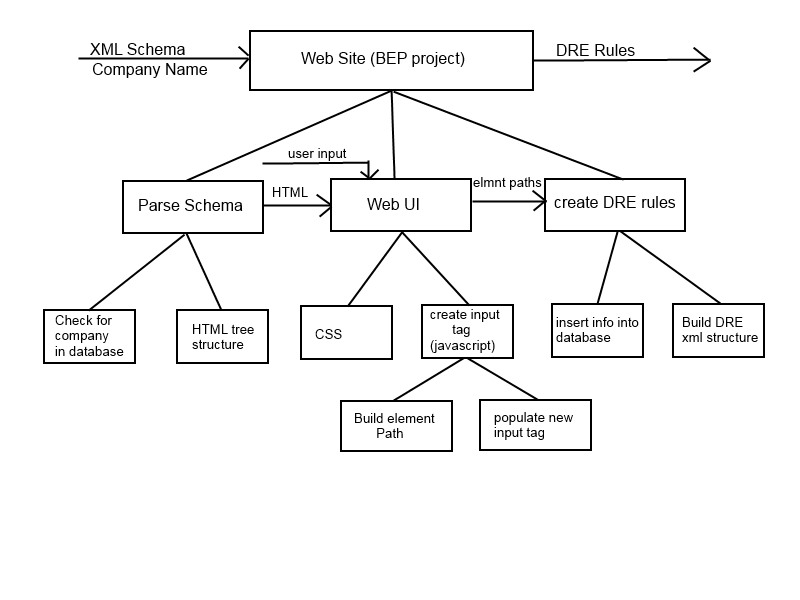 XML Schema
Company Name
Web Site (BEP project)
DRE Rules
user input
Parse Schema
HTML
Web UI
elmnt paths
create DRE rules
Check for
company
in database
HTML tree
structure
CSS
create input
tag
(javascript)
insert info into
database
Build DRE
xml structure
Build element
Path
populate new
input tag